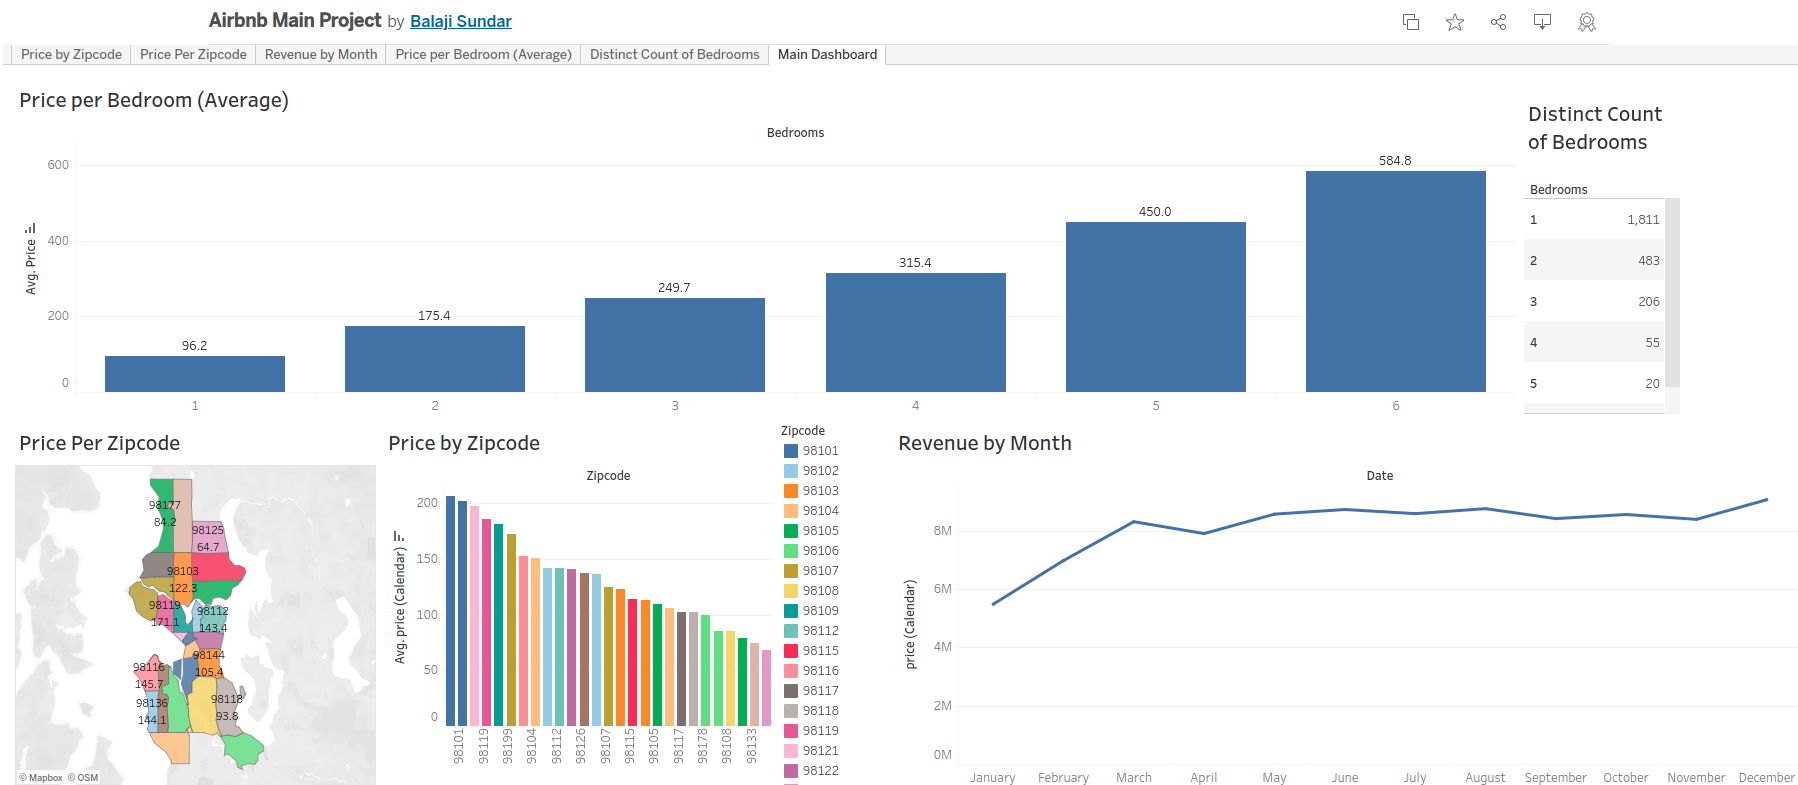 Airbnb Main Project by Balaji Sundar
Price by Zipcode
Price Per Zipcode
Revenue by Month
Price per Bedroom (Average)
Distinct Count of Bedrooms
Main Dashboard
Price per Bedroom (Average)
Bedrooms
Avg. Price
600
400
200
0
96.2
175.4
249.7
315.4
450.0
584.8
1
2
3
4
5
6
Distinct Count
of Bedrooms
Bedrooms
1 1,811
2 483
3 206
4 55
5 20
Price Per Zipcode
98177
84.2
98125
64.7
98103
122.3
98119
171.1
98112
143.4
98144
105.4
98116
145.7
98136
144.1
98118
93.8
© Mapbox © OSM
Price by Zipcode
Zipcode
Avg. price (Calendar)
200
150
100
50
0
98101
98119
98199
98104
98112
98126
98107
98115
98105
98117
98178
98108
98133
Zipcode
98101
98102
98103
98104
98105
98106
98107
98108
98109
98112
98115
98116
98117
98118
98119
98121
98122
Revenue by Month
Date
price (Calendar)
8M
6M
4M
2M
0M
January
February
March
April
May
June
July
August
September
October
November
December